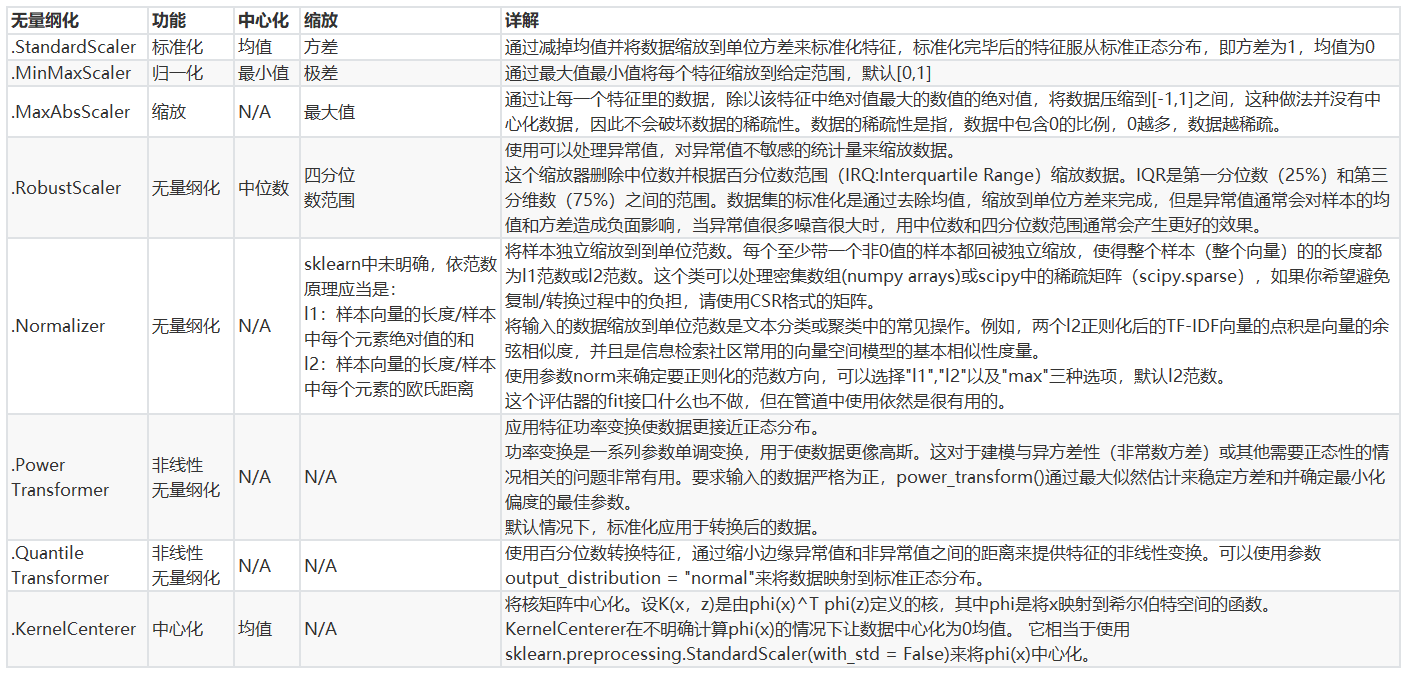 无量纲化 功能 中心化 缩放 详解
.StandardScaler 标准化 均值 方差 通过减掉均值并将数据缩放到单位方差来标准化特征，标准化完毕后的特征服从标准正态分布，即方差为1，均值为0
.MinMaxScaler 归一化 最小值 极差 通过最大值最小值将每个特征缩放到给定范围，默认[0,1]
.MaxAbsScaler 缩放 N/A 最大值 通过让每一个特征里的数据，除以该特征中绝对值最大的数值的绝对值，将数据压缩到[-1,1]之间，这种做法并没有中
心化数据，因此不会破坏数据的稀疏性。数据的稀疏性是指，数据中包含0的比例，0越多，数据越稀疏。
.RobustScaler 无量纲化 中位数 四分位
数范围
使用可以处理异常值，对异常值不敏感的统计量来缩放数据。
这个缩放器删除中位数并根据百分位数范围（IRQ:Interquartile Range）缩放数据。IQR是第一分位数（25%）和第三
分维数（75%）之间的范围。数据集的标准化是通过去除均值，缩放到单位方差来完成，但是异常值通常会对样本的均
值和方差造成负面影响，当异常值很多噪音很大时，用中位数和四分位数范围通常会产生更好的效果。
.Normalizer 无量纲化 N/A
sklearn中未明确，依范数
原理应当是：
l1：样本向量的长度/样本
中每个元素绝对值的和
l2：样本向量的长度/样本
中每个元素的欧氏距离
将样本独立缩放到到单位范数。每个至少带一个非0值的样本都回被独立缩放，使得整个样本（整个向量）的的长度都
为l1范数或l2范数。这个类可以处理密集数组(numpy arrays)或scipy中的稀疏矩阵（scipy.sparse），如果你希望避免
复制/转换过程中的负担，请使用CSR格式的矩阵。
将输入的数据缩放到单位范数是文本分类或聚类中的常见操作。例如，两个l2正则化后的TF-IDF向量的点积是向量的余
弦相似度，并且是信息检索社区常用的向量空间模型的基本相似性度量。
使用参数norm来确定要正则化的范数方向，可以选择"l1","l2"以及"max"三种选项，默认l2范数。
这个评估器的fit接口什么也不做，但在管道中使用依然是很有用的。
.Power
Transformer
非线性
无量纲化
N/A N/A
应用特征功率变换使数据更接近正态分布。
功率变换是一系列参数单调变换，用于使数据更像高斯。这对于建模与异方差性（非常数方差）或其他需要正态性的情
况相关的问题非常有用。要求输入的数据严格为正，power_transform()通过最大似然估计来稳定方差和并确定最小化
偏度的最佳参数。
默认情况下，标准化应用于转换后的数据。
.Quantile
Transformer
非线性
无量纲化
N/A N/A
使用百分位数转换特征，通过缩小边缘异常值和非异常值之间的距离来提供特征的非线性变换。可以使用参数
output_distribution = "normal"来将数据映射到标准正态分布。
.KernelCenterer 中心化 均值 N/A
将核矩阵中心化。设K(x，z)是由phi(x)^T phi(z)定义的核，其中phi是将x映射到希尔伯特空间的函数。
KernelCenterer在不明确计算phi(x)的情况下让数据中心化为0均值。 它相当于使用
sklearn.preprocessing.StandardScaler(with_std = False)来将phi(x)中心化。